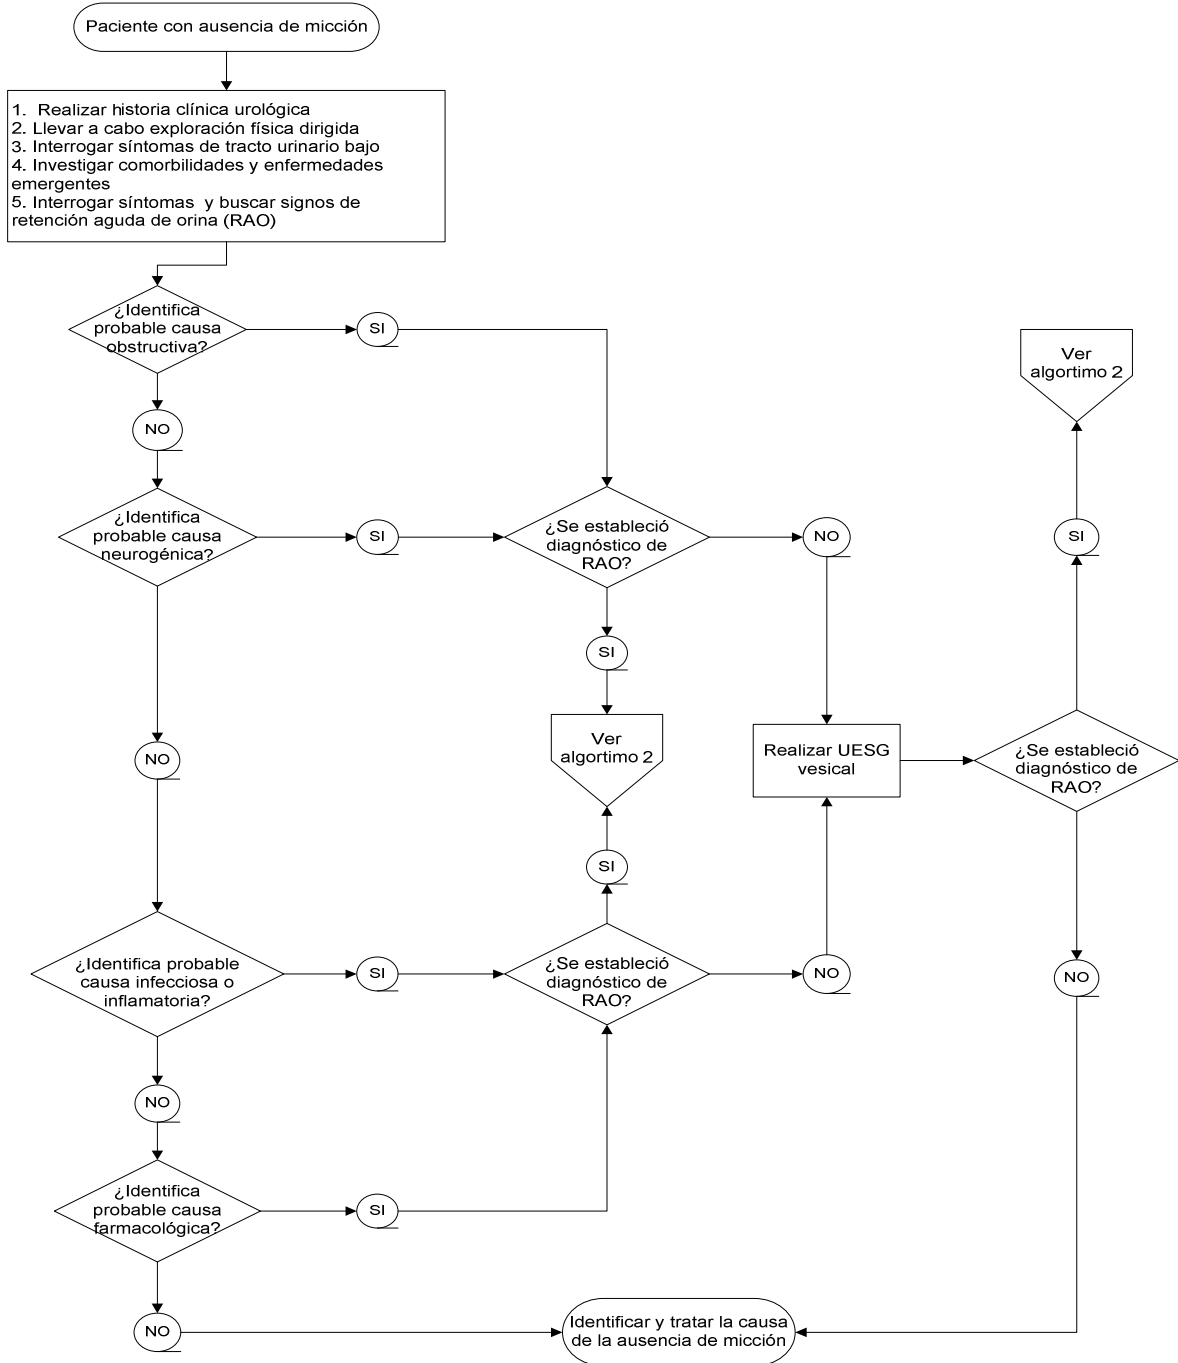 Paciente con ausencia de micción
1.  Realizar historia clínica urológica
2. Llevar a cabo exploración física dirigida
3. Interrogar síntomas de tracto urinario bajo
4. Investigar comorbilidades y enfermedades
emergentes
5. Interrogar síntomas  y buscar signos de
retención aguda de orina (RAO)
¿Identifica
probable causa
obstructiva?
SI
Ver
algortimo 2
NO
¿Identifica
probable causa
neurogénica?
SI
¿Se estableció
diagnóstico de
RAO?
NO
SI
SI
Ver
algortimo 2
NO
Realizar UESG
vesical
¿Se estableció
diagnóstico de
RAO?
SI
¿Identifica probable
causa infecciosa o
inflamatoria?
SI
¿Se estableció
diagnóstico de
RAO?
NO
NO
NO
¿Identifica
probable causa
farmacológica?
SI
NO
Identificar y tratar la causa
de la ausencia de micción